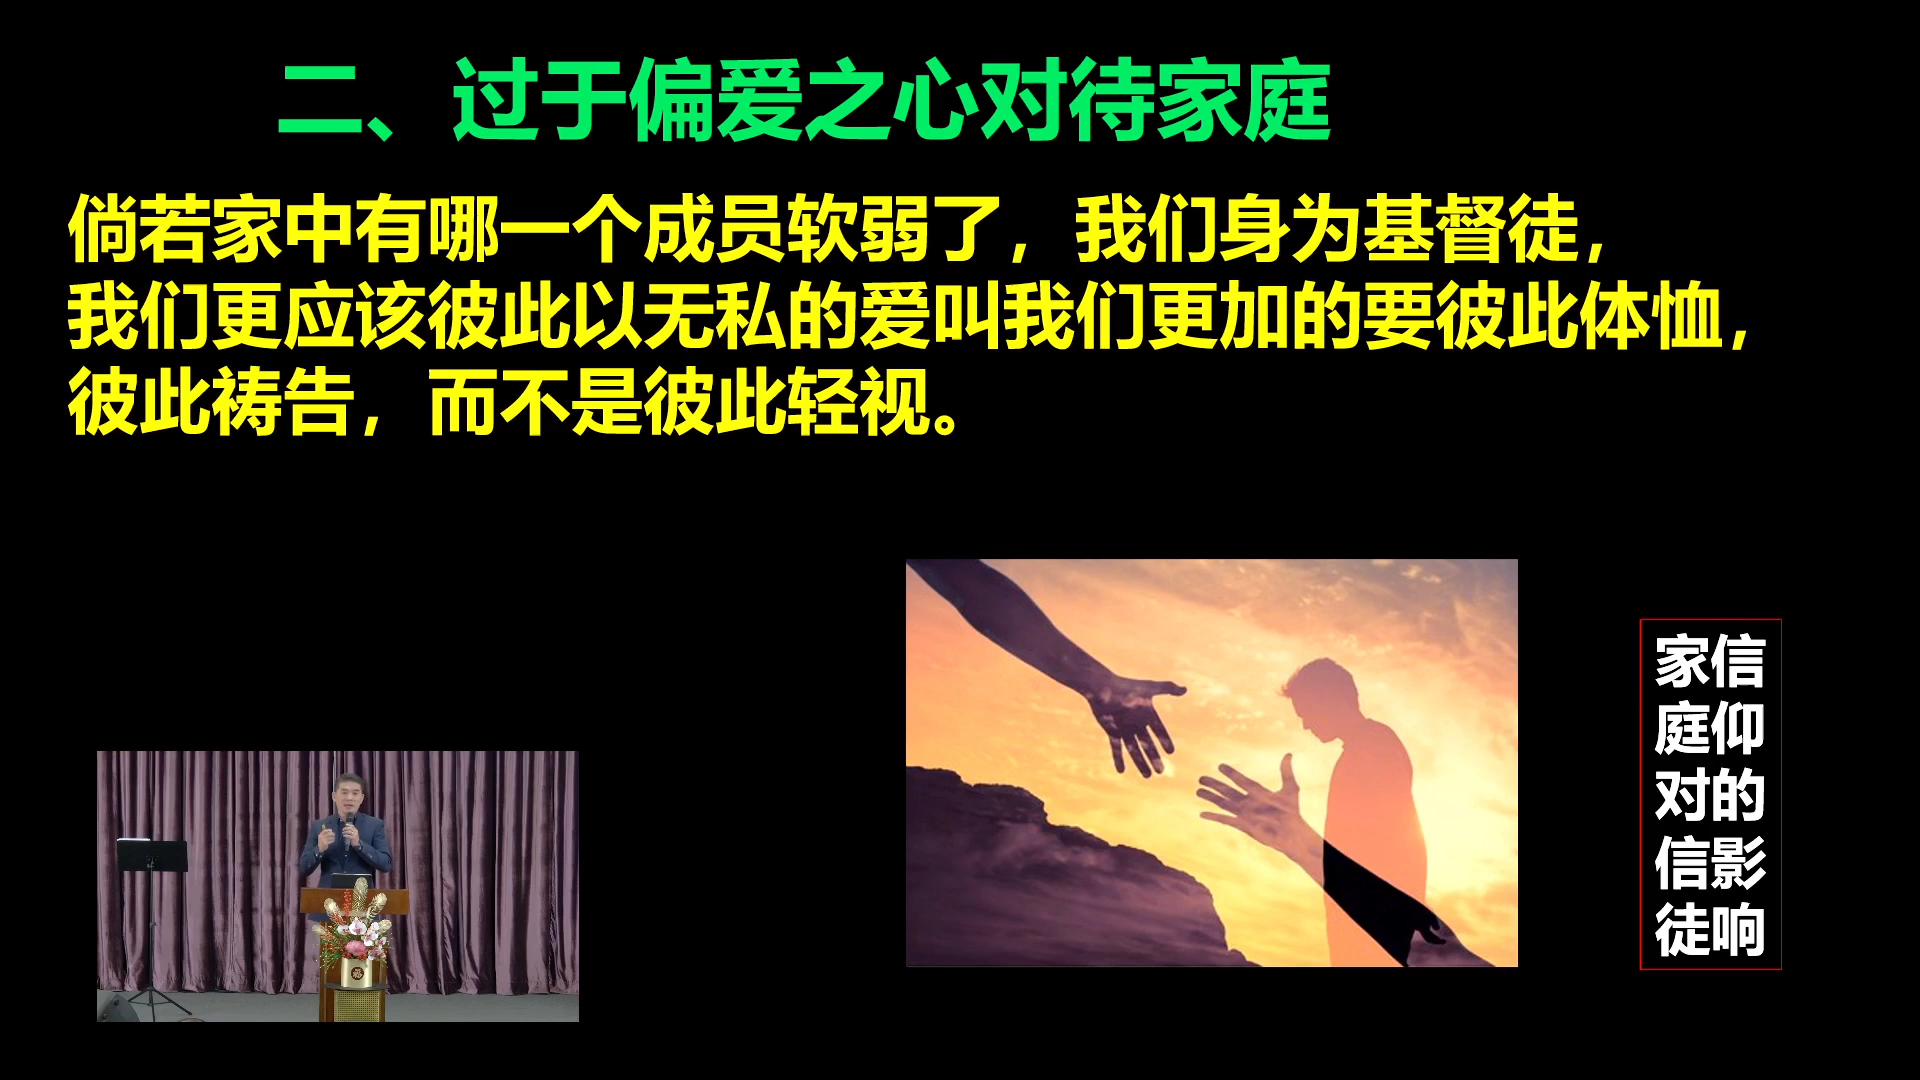 二、过于偏爱之心对待家庭
倘若家中有哪一个成员软弱了，我们身为基督徒，
我们更应该彼此以无私的爱叫我们更加的要彼此体恤，
彼此祷告，而不是彼此轻视。
家庭对信徒
信仰的影响